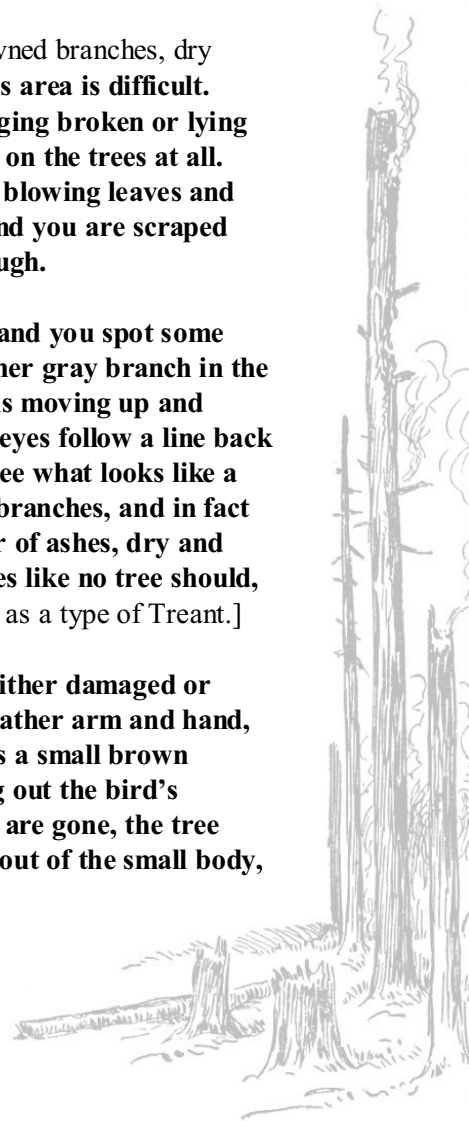 wned branches, dry
s area is difficult.
ging broken or lying
on the trees at all.
blowing leaves and
nd you are scraped
ugh.
and you spot some
her gray branch in the
is moving up and
eyes follow a line back
ee what looks like a
branches, and in fact
r of ashes, dry and
es like no tree should,
as a type of Treant.]
ither damaged or
ather arm and hand,
s a small brown
g out the bird’s
are gone, the tree
out of the small body,